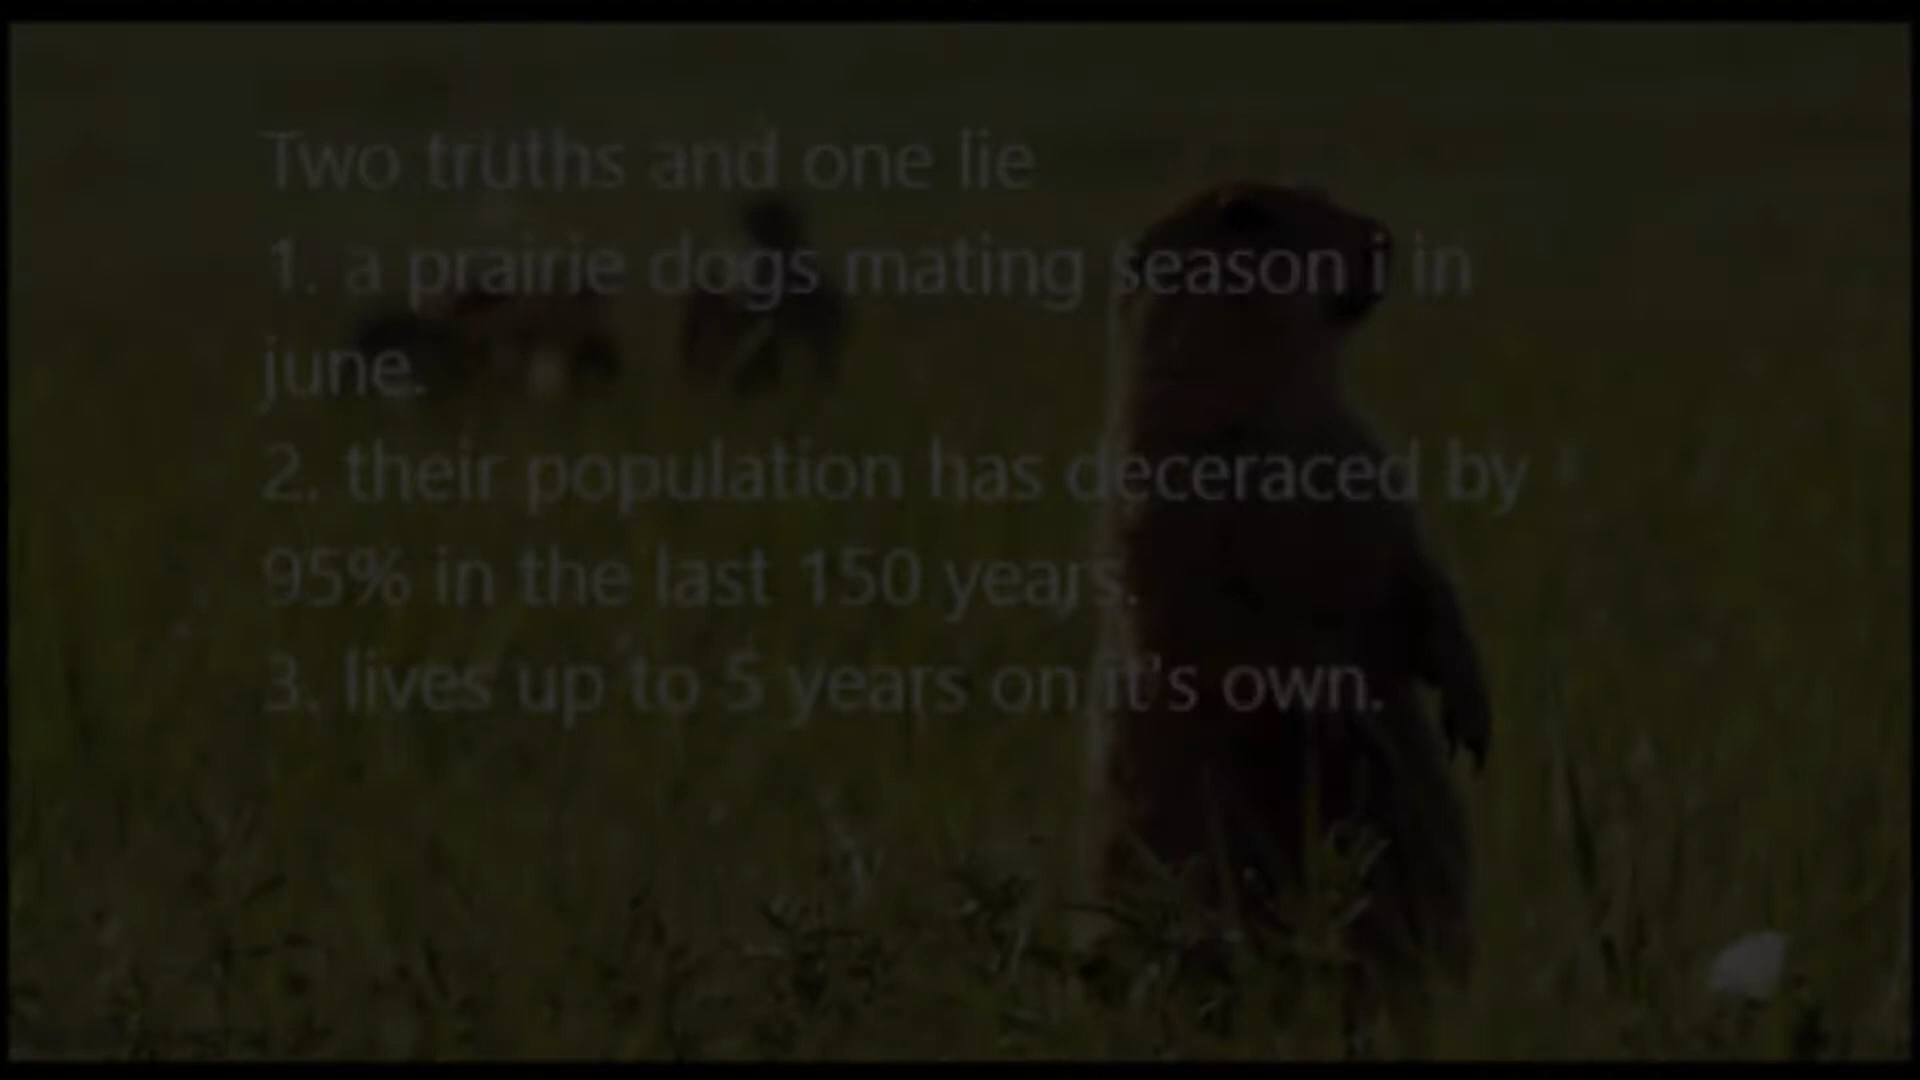 Two truths and one lie
1. a prairie dogs mating season i in
june.
2. their population has deceraced by
95% in the last 150 years.
3. lives up to 5 years on it's own.